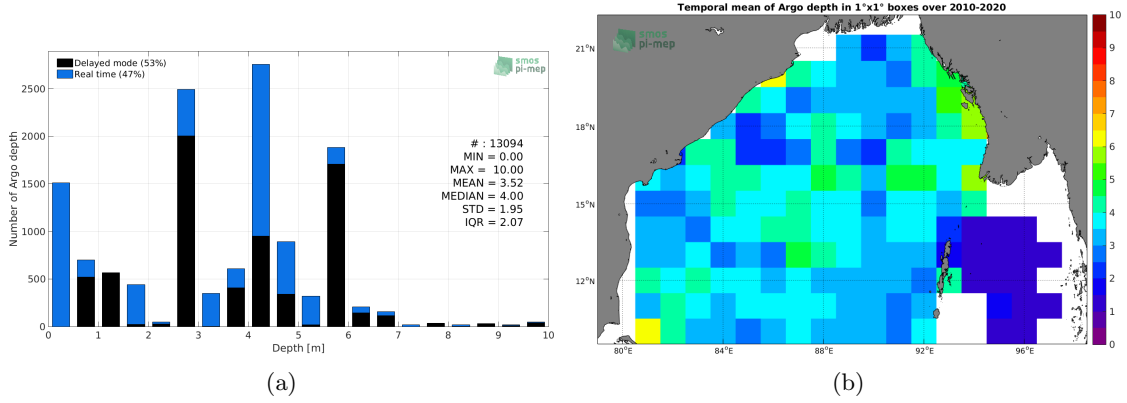 Temporal mean of Argo depth in 1°x1° boxes over 2010-2020
Delayed mode (53%)
Real time (47%)
smos
pi-mep
# : 13094
MIN = 0.00
MAX = 10.00
MEAN = 3.52
MEDIAN = 4.00
STD = 1.95
IQR = 2.07
Number of Argo depth
2500
2000
1500
1000
500
0
0 1 2 3 4 5 6 7 8 9 10
Depth [m]
(a)
smos
pi-mep
21°N
18°N
15°N
12°N
80°E 84°E 88°E 92°E 96°E
10
9
8
7
6
5
4
3
2
1
0
(b)